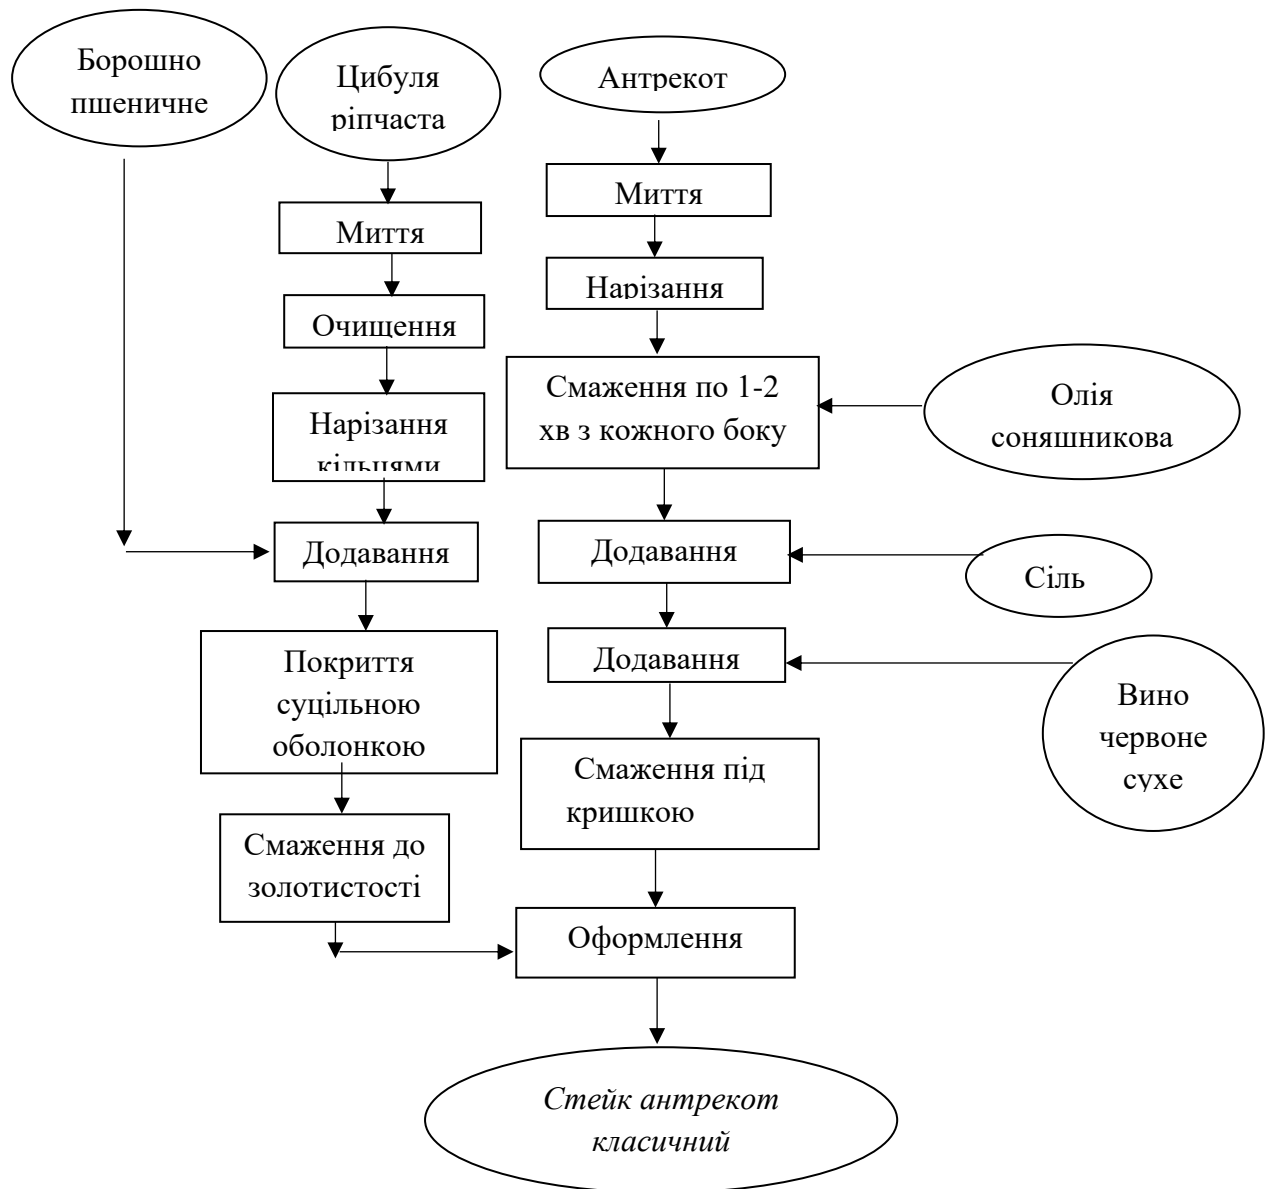 Борошно
пшеничне
Цибуля
ріпчаста
Антрекот
Миття
Миття
Нарізання
Очищення
Смаження по 1-2
хв з кожного боку
Олія
соняшникова
Нарізання
кільцями
Додавання
Додавання
Сіль
Додавання
Покриття
суцільною
оболонкою
Вино
червоне
сухе
Смаження під
кришкою
Смаження до
золотистості
Оформлення
Стейк антрекот
класичний